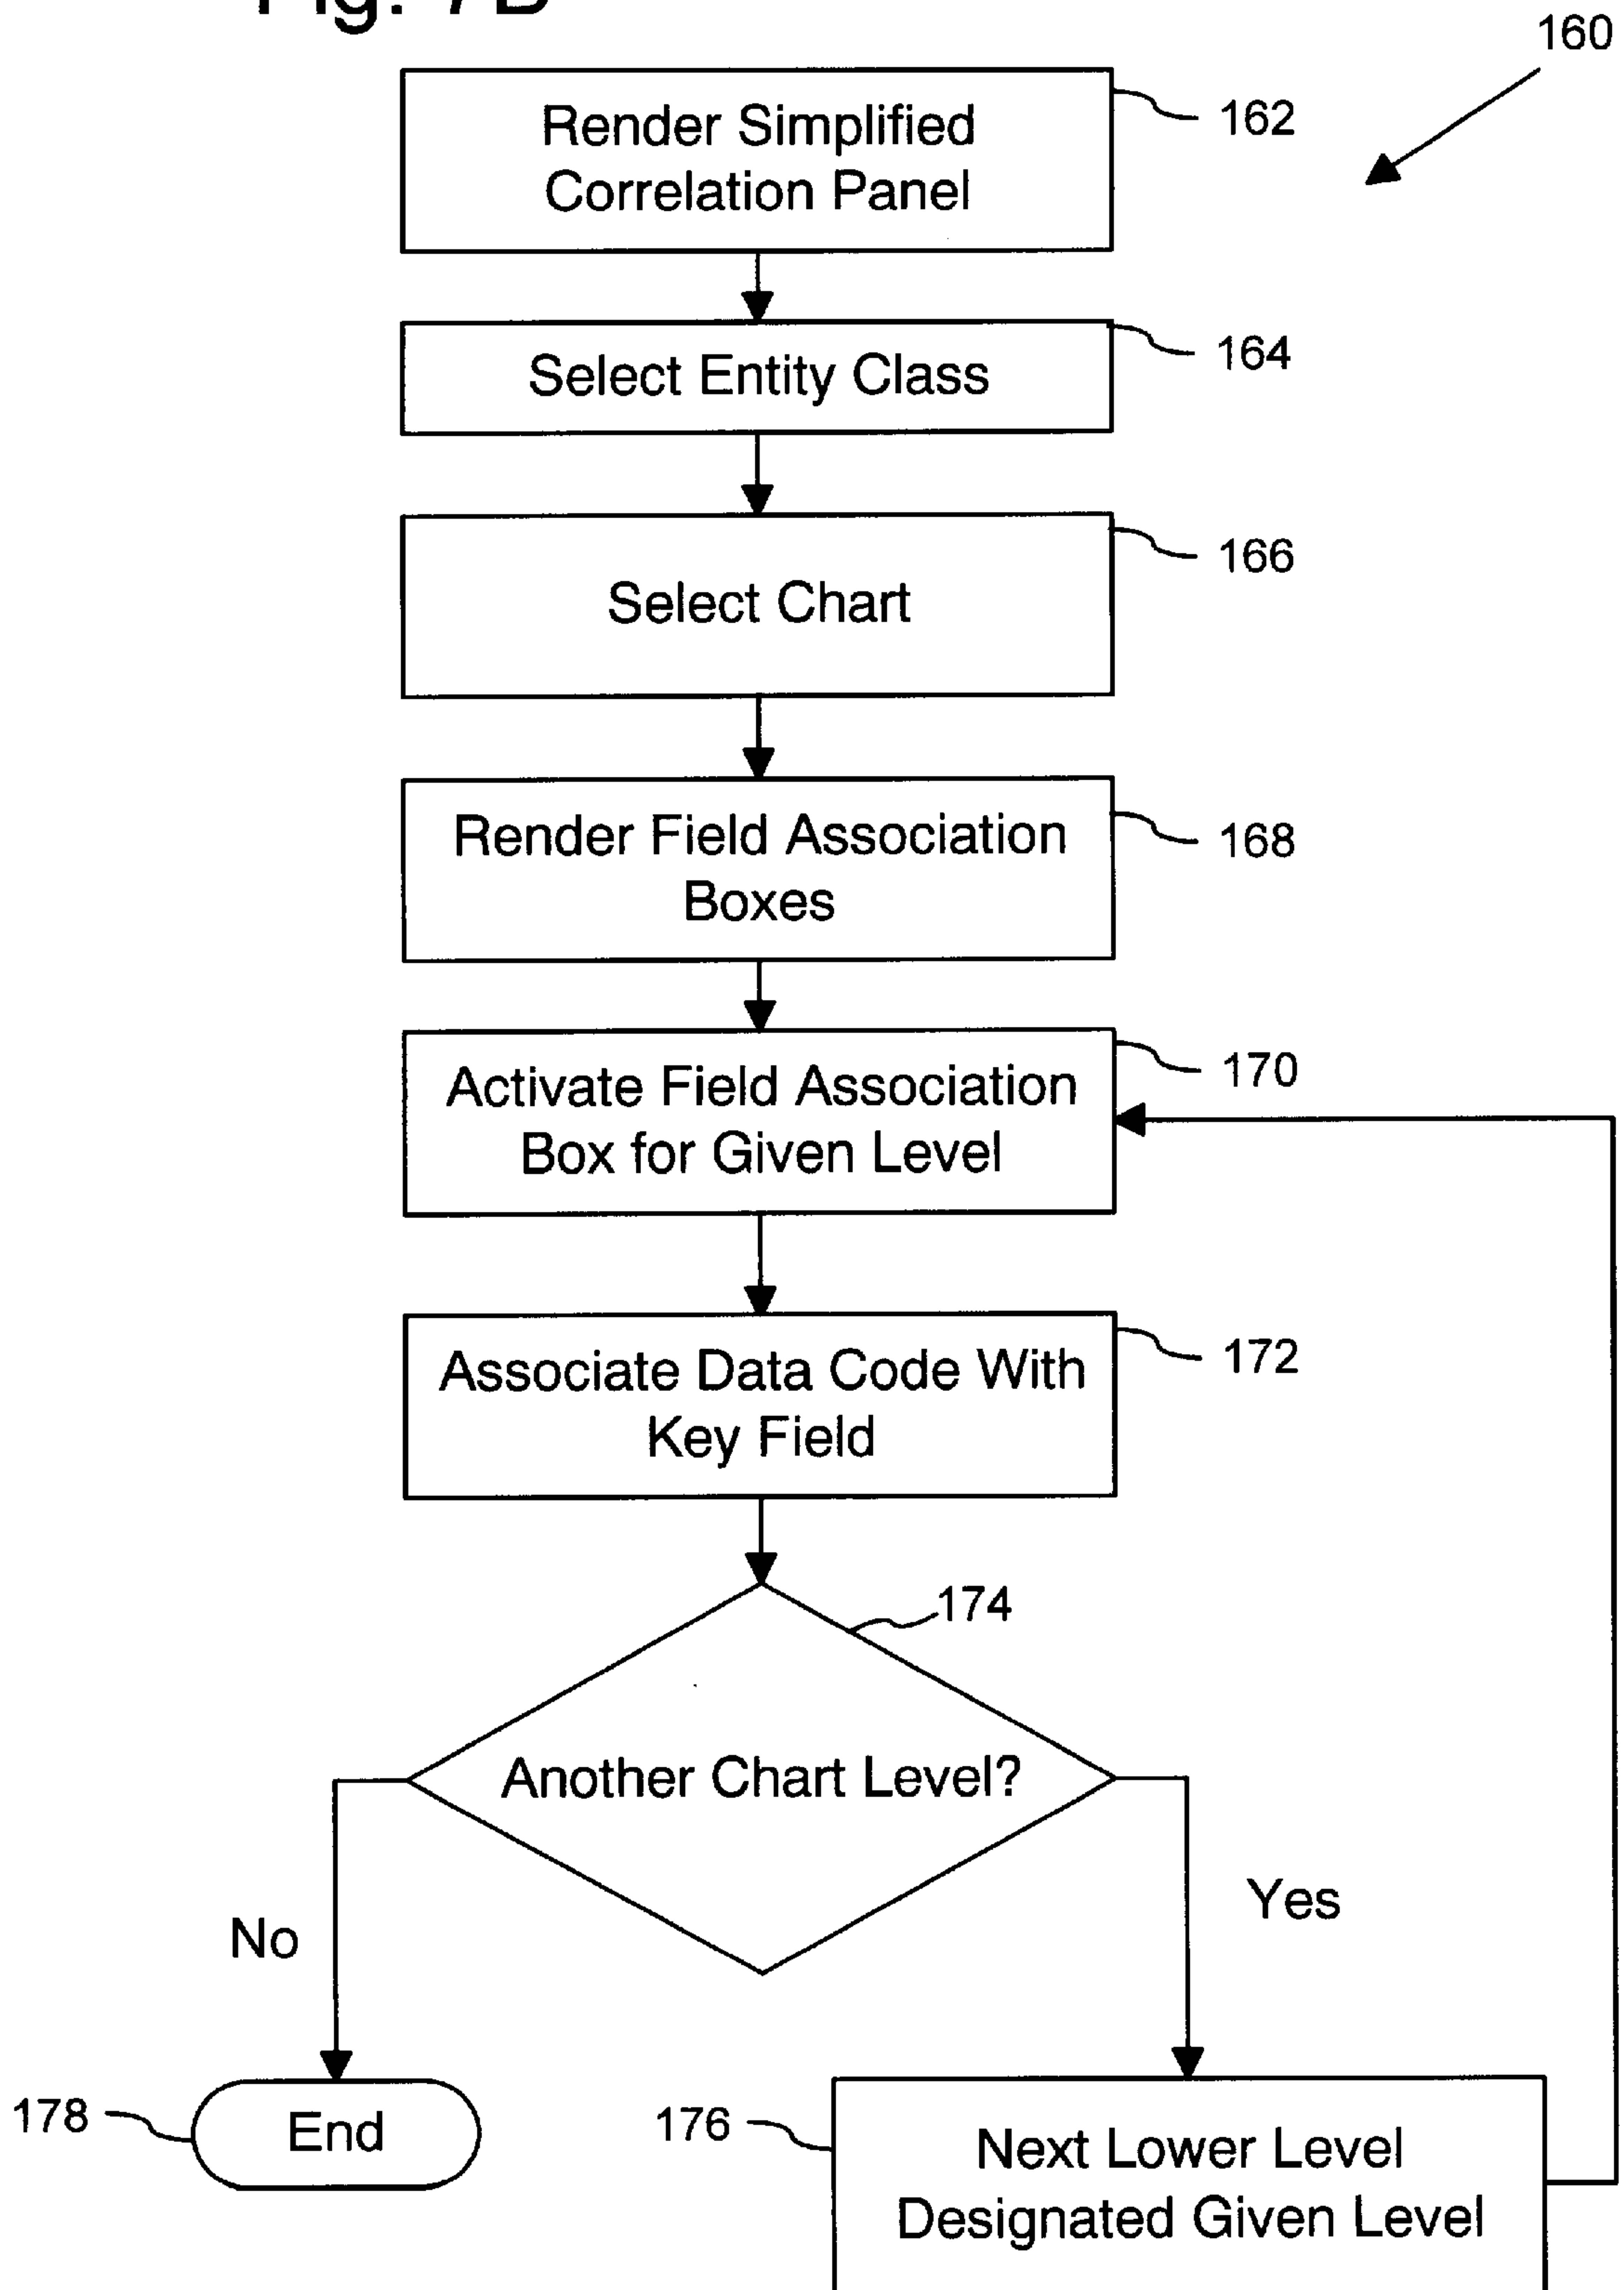 Fig. 7B
160
Render Simplified
Correlation Panel
162
Select Entity Class
164
Select Chart
166
Render Field Association
Boxes
168
Activate Field Association
Box for Given Level
170
Associate Data Code With
Key Field
172
174
Another Chart Level?
No
Yes
178
End
176
Next Lower Level
Designated Given Level